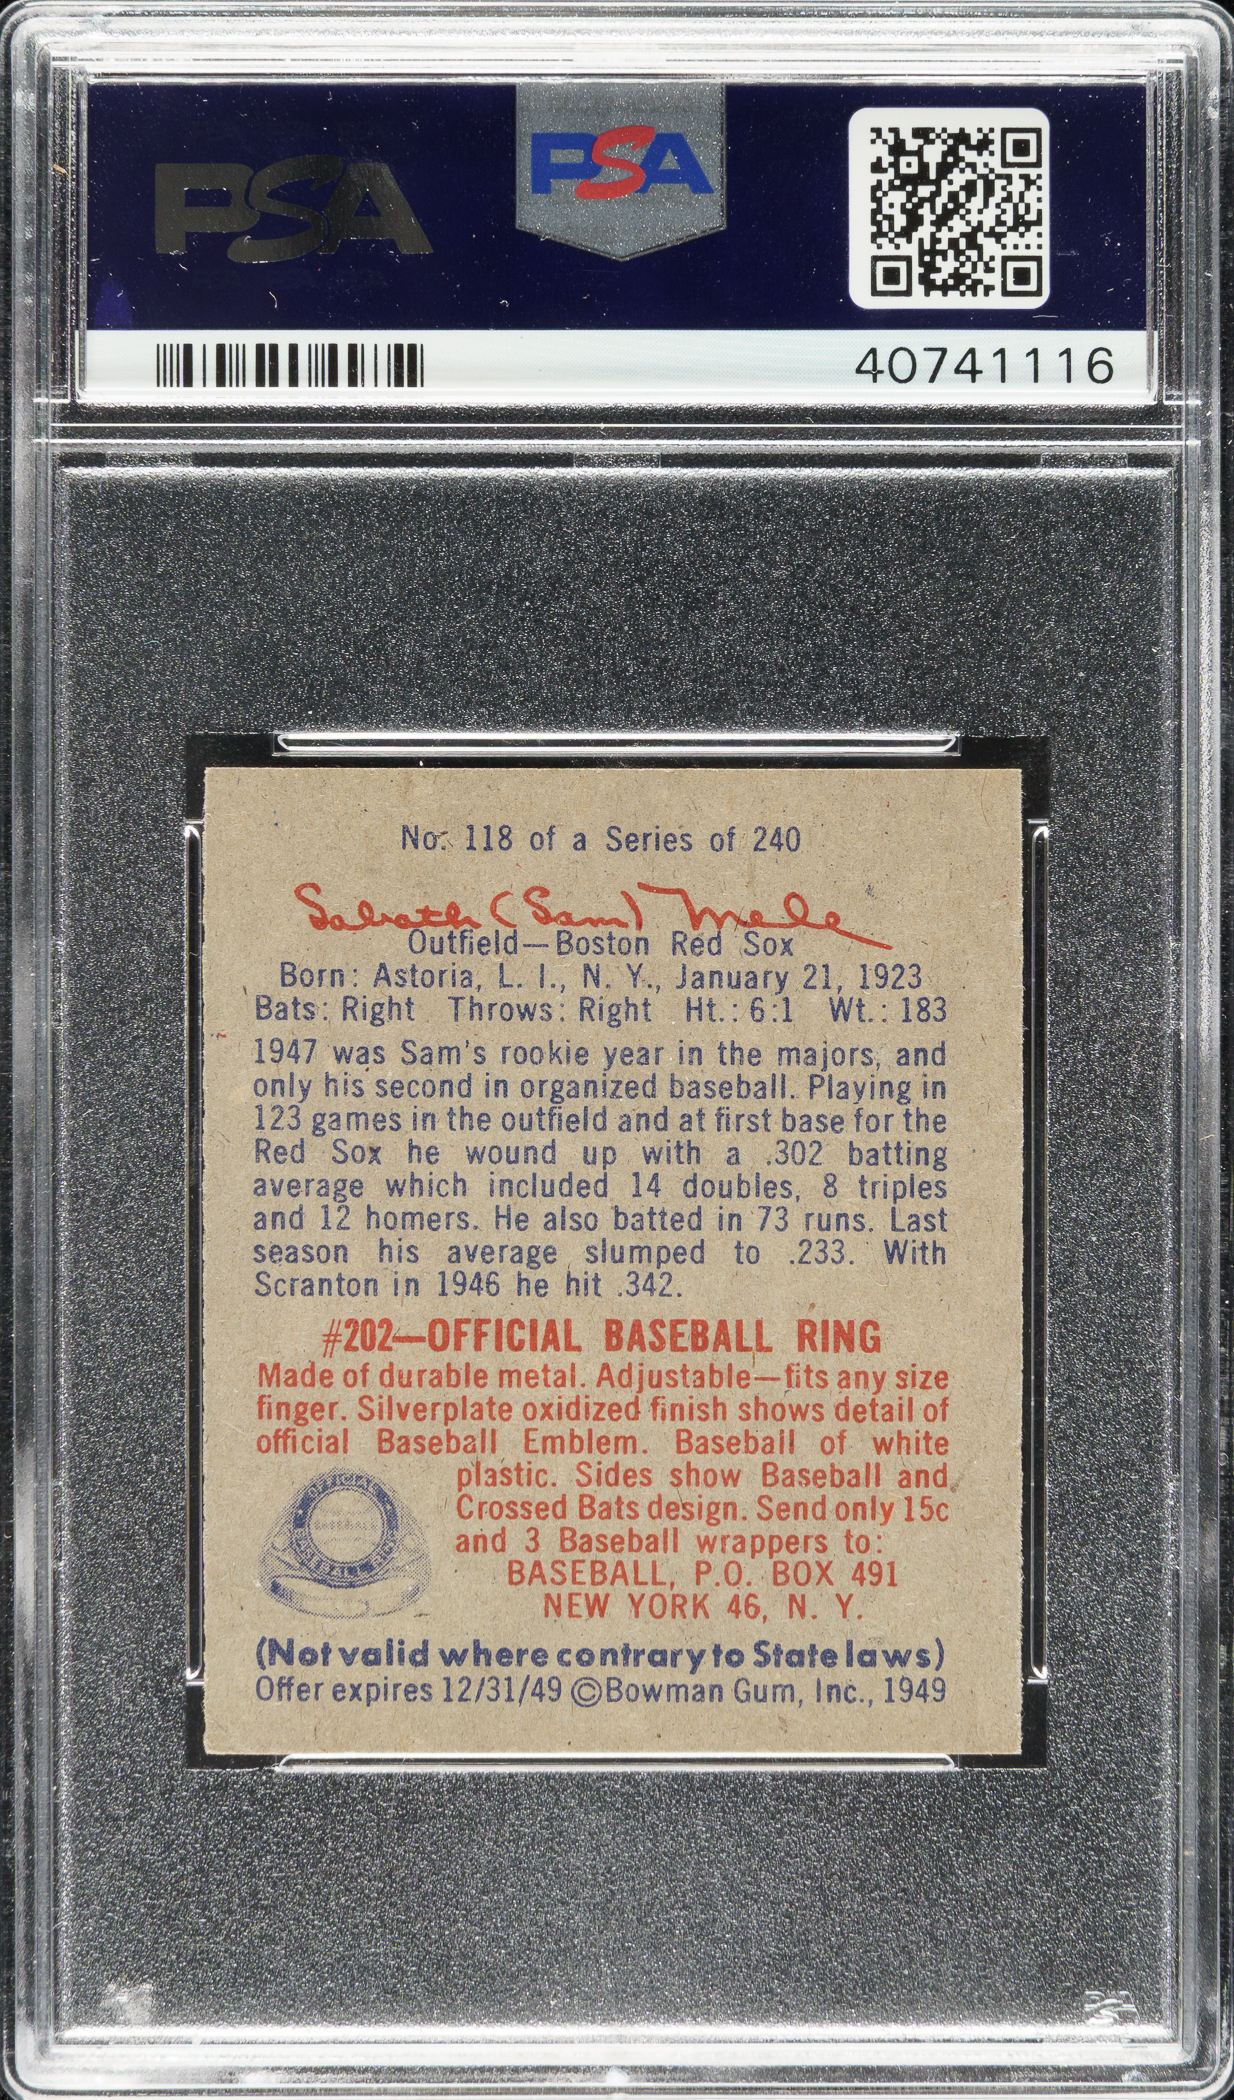 PSA
PSA
40741116
No. 118 of a Series of 240
Sabath (Sam) Mele
Outfield—Boston Red Sox
Born: Astoria, L. I., N. Y., January 21, 1923
Bats: Right Throws: Right Ht.: 6:1 Wt.: 183
1947 was Sam's rookie year in the majors, and
only his second in organized baseball. Playing in
123 games in the outfield and at first base for the
Red Sox he wound up with a .302 batting
average which included 14 doubles, 8 triples
and 12 homers. He also batted in 73 runs. Last
season his average slumped to .233. With
Scranton in 1946 he hit .342.
#202—OFFICIAL BASEBALL RING
Made of durable metal. Adjustable—fits any size
finger. Silverplate oxidized finish shows detail of
official Baseball Emblem. Baseball of white
plastic. Sides show Baseball and
Crossed Bats design. Send only 15c
and 3 Baseball wrappers to:
BASEBALL, P.O. BOX 491
NEW YORK 46, N. Y.
OFFICIAL
BASEBALL
(Not valid where contrary to State laws)
Offer expires 12/31/49 ©Bowman Gum, Inc., 1949
PSA